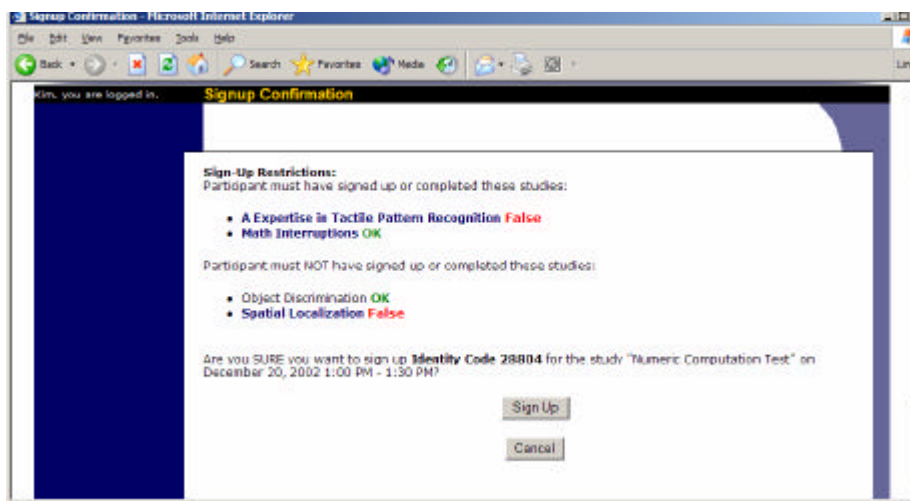 Signup Confirmation - Microsoft Internet Explorer
File Edit View Favorites Tools Help
Back Search Favorites Media
Kim, you are logged in. Signup Confirmation
Sign-Up Restrictions:
Participant must have signed up or completed these studies:
A Expertise in Tactile Pattern Recognition False
Math Interruptions OK
Participant must NOT have signed up or completed these studies:
Object Discrimination OK
Spatial Localization False
Are you SURE you want to sign up Identity Code 28804 for the study "Numeric Computation Test" on
December 20, 2002 1:00 PM - 1:30 PM?
Sign Up
Cancel